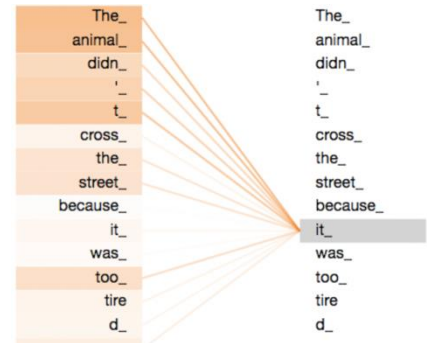 The_ The_
animal_ animal_
didn_ didn_
'_ '_
t_ t_
cross_ cross_
the_ the_
street_ street_
because_ because_
it_ it_
was_ was_
too_ too_
tire tire
d_ d_